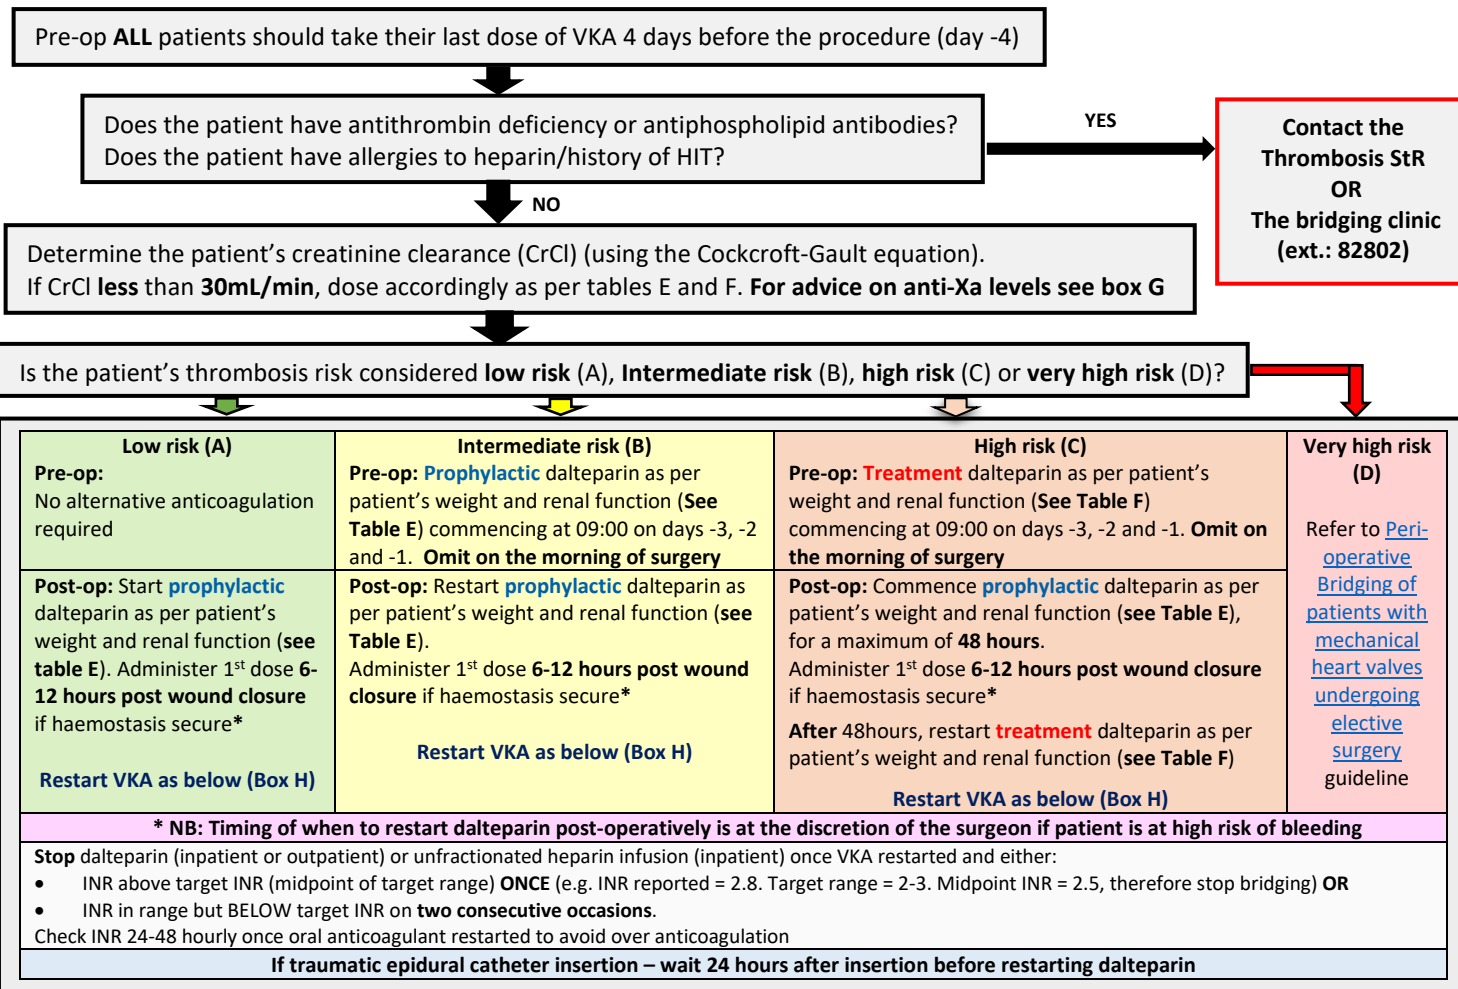 Pre-op ALL patients should take their last dose of VKA 4 days before the procedure (day -4)
Does the patient have antithrombin deficiency or antiphospholipid antibodies?
Does the patient have allergies to heparin/history of HIT?
YES
Contact the
Thrombosis StR
OR
The bridging clinic
(ext.: 82802)
NO
Determine the patient's creatinine clearance (CrCl) (using the Cockcroft-Gault equation).
If CrCl less than 30mL/min, dose accordingly as per tables E and F. For advice on anti-Xa levels see box G
Is the patient's thrombosis risk considered low risk (A), Intermediate risk (B), high risk (C) or very high risk (D)?
Low risk (A)
Pre-op:
No alternative anticoagulation
required
Post-op: Start prophylactic
dalteparin as per patient's
weight and renal function (see
table E). Administer 1st dose 6-
12 hours post wound closure
if haemostasis secure*
Restart VKA as below (Box H)
Intermediate risk (B)
Pre-op: Prophylactic dalteparin as per
patient's weight and renal function (See
Table E) commencing at 09:00 on days -3, -2
and -1. Omit on the morning of surgery
Post-op: Restart prophylactic dalteparin as
per patient's weight and renal function (see
Table E).
Administer 1st dose 6-12 hours post wound
closure if haemostasis secure*
Restart VKA as below (Box H)
High risk (C)
Pre-op: Treatment dalteparin as per patient's
weight and renal function (See Table F)
commencing at 09:00 on days -3, -2 and -1. Omit on
the morning of surgery
Post-op: Commence prophylactic dalteparin as per
patient's weight and renal function (see Table E),
for a maximum of 48 hours.
Administer 1st dose 6-12 hours post wound closure
if haemostasis secure*
After 48hours, restart treatment dalteparin as per
patient's weight and renal function (see Table F)
Restart VKA as below (Box H)
Very high risk
(D)
Refer to Peri-
operative
Bridging of
patients with
mechanical
heart valves
undergoing
elective
surgery
guideline
* NB: Timing of when to restart dalteparin post-operatively is at the discretion of the surgeon if patient is at high risk of bleeding
Stop dalteparin (inpatient or outpatient) or unfractionated heparin infusion (inpatient) once VKA restarted and either:
• INR above target INR (midpoint of target range) ONCE (e.g. INR reported = 2.8. Target range = 2-3. Midpoint INR = 2.5, therefore stop bridging) OR
• INR in range but BELOW target INR on two consecutive occasions.
Check INR 24-48 hourly once oral anticoagulant restarted to avoid over anticoagulation
If traumatic epidural catheter insertion – wait 24 hours after insertion before restarting dalteparin